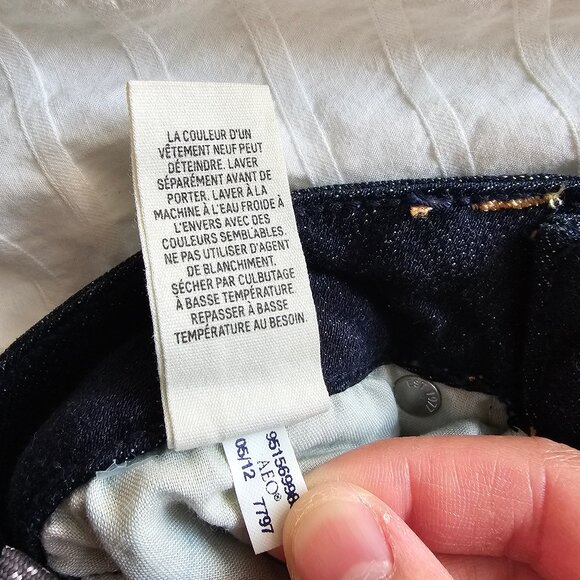 LA COULEUR D'UN
VÊTEMENT NEUF PEUT
DÉTEINDRE. LAVER
SÉPARÉMENT AVANT DE
PORTER. LAVER À LA
MACHINE À L'EAU FROIDE À
L'ENVERS AVEC DES
COULEURS SEMBLABLES.
NE PAS UTILISER D'AGENT
DE BLANCHIMENT.
SÉCHER PAR CULBUTAGE
À BASSE TEMPÉRATURE.
REPASSER À BASSE
TEMPÉRATURE AU BESOIN.
AEO®
05/12 7797